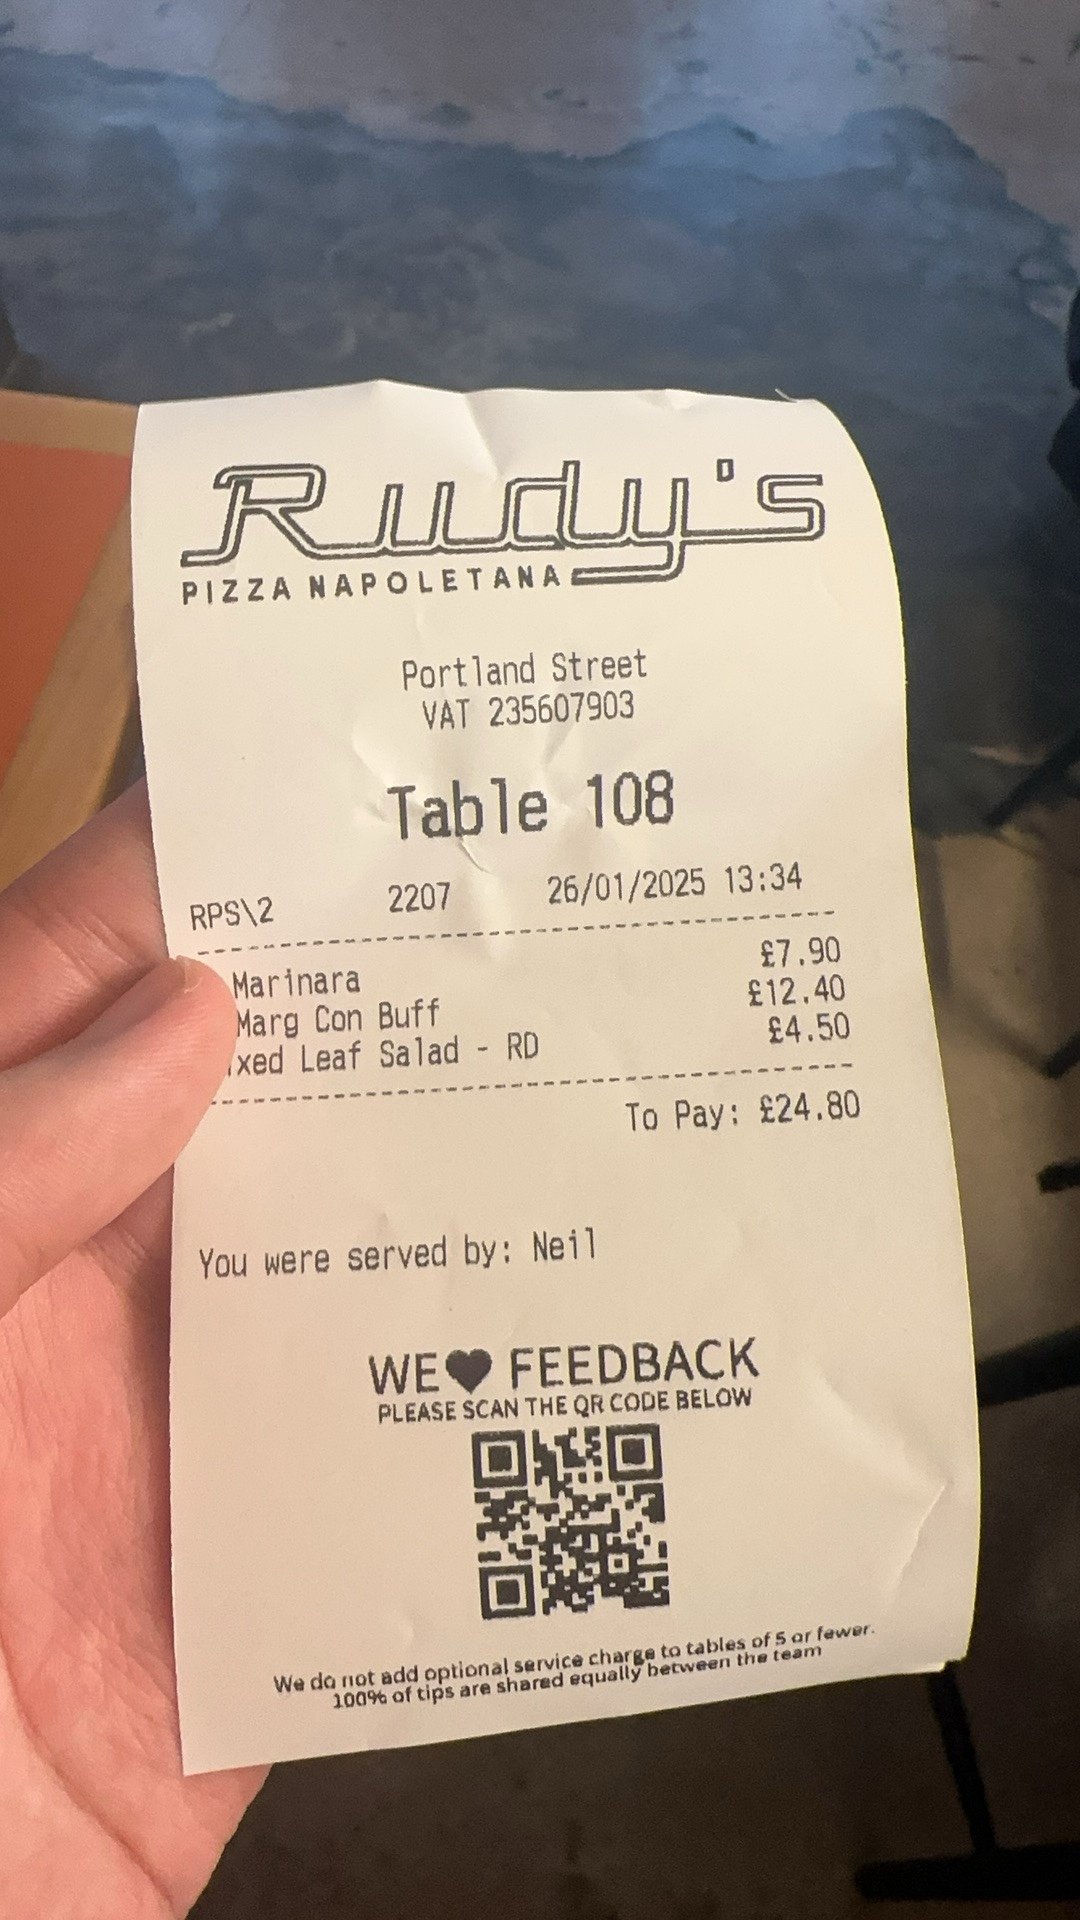 Rudy's
PIZZA NAPOLETANA
Portland Street
VAT 235607903
Table 108
RPS\2 2207 26/01/2025 13:34
Marinara £7.90
Marg Con Buff £12.40
xed Leaf Salad - RD £4.50
To Pay: £24.80
You were served by: Neil
WE♥ FEEDBACK
PLEASE SCAN THE QR CODE BELOW
We do not add optional service charge to tables of 5 or fewer.
100% of tips are shared equally between the team